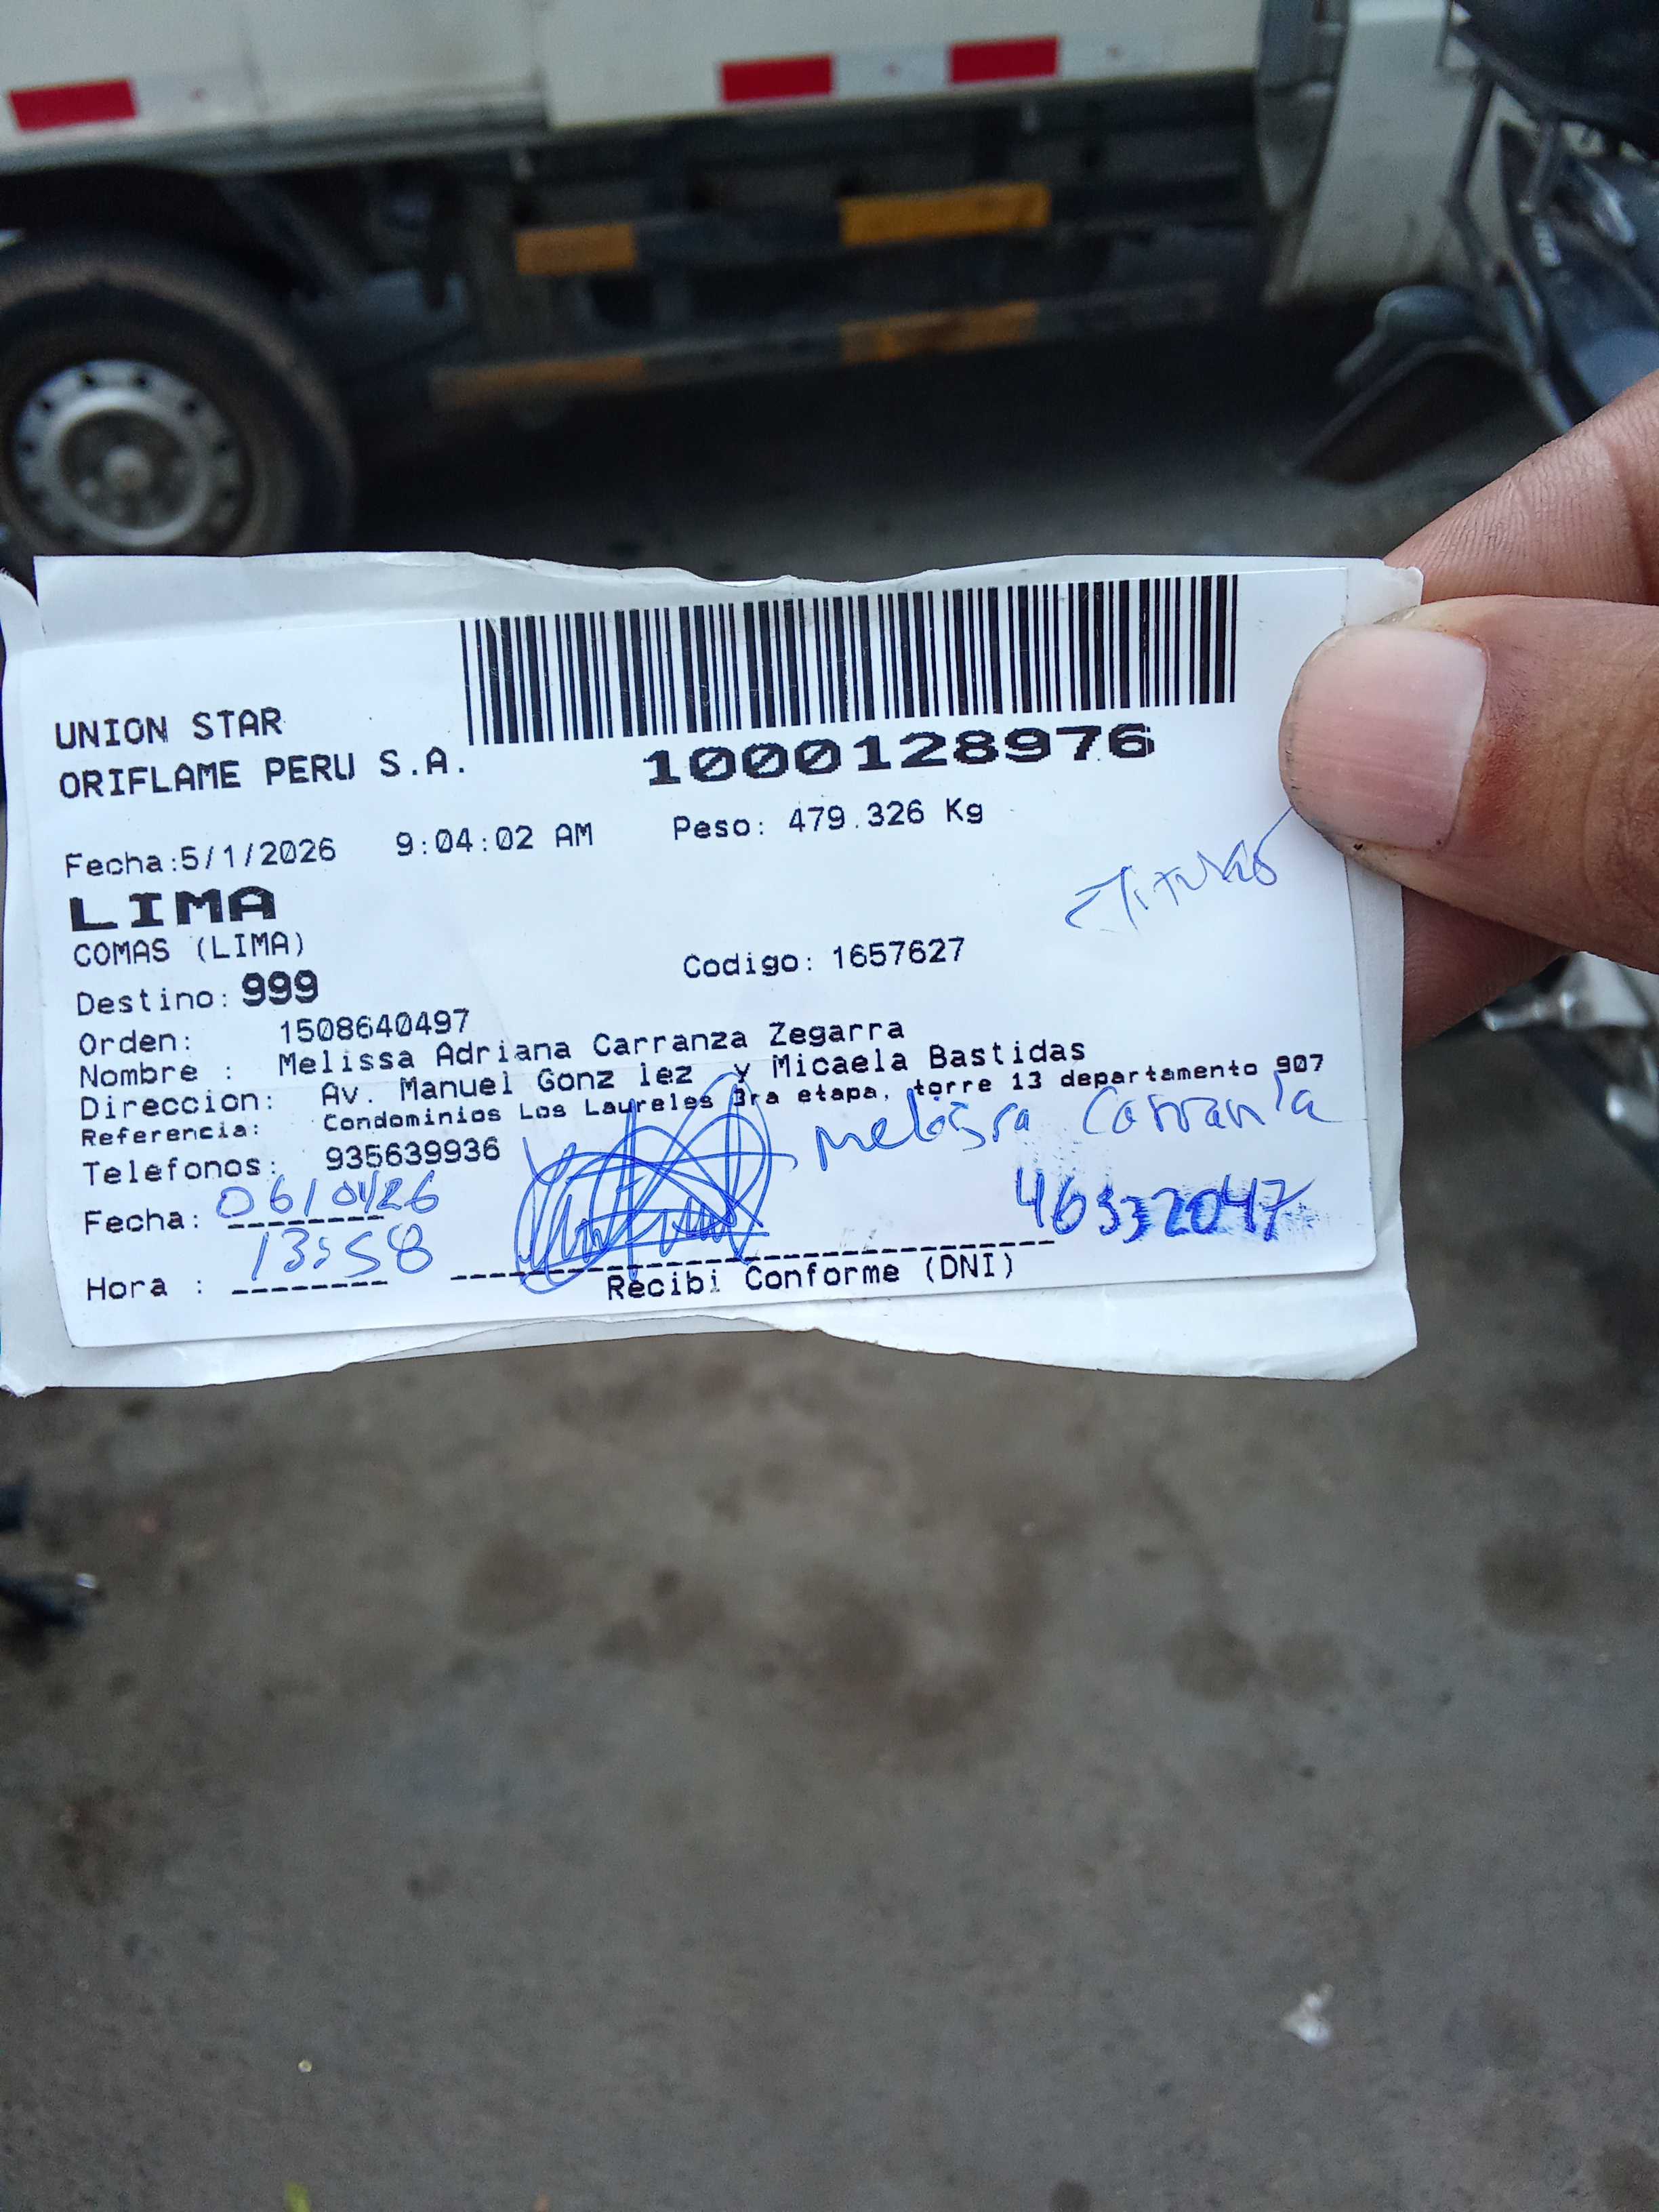 UNION STAR
ORIFLAME PERU S.A.
1000128976
Fecha:5/1/2026 9:04:02 AM Peso: 479.326 Kg
LIMA
COMAS (LIMA)
Codigo: 1657627
Destino: 999
Orden: 1508640497
Nombre : Melissa Adriana Carranza Zegarra
Direccion: Av. Manuel Gonz lez y Micaela Bastidas
Referencia: Condominios Los Laureles 3ra etapa, torre 13 departamento 907
Telefonos: 935639936
Melissa Carranza
Fecha: 06/01/26
Hora : 13:58
Recibi Conforme (DNI)